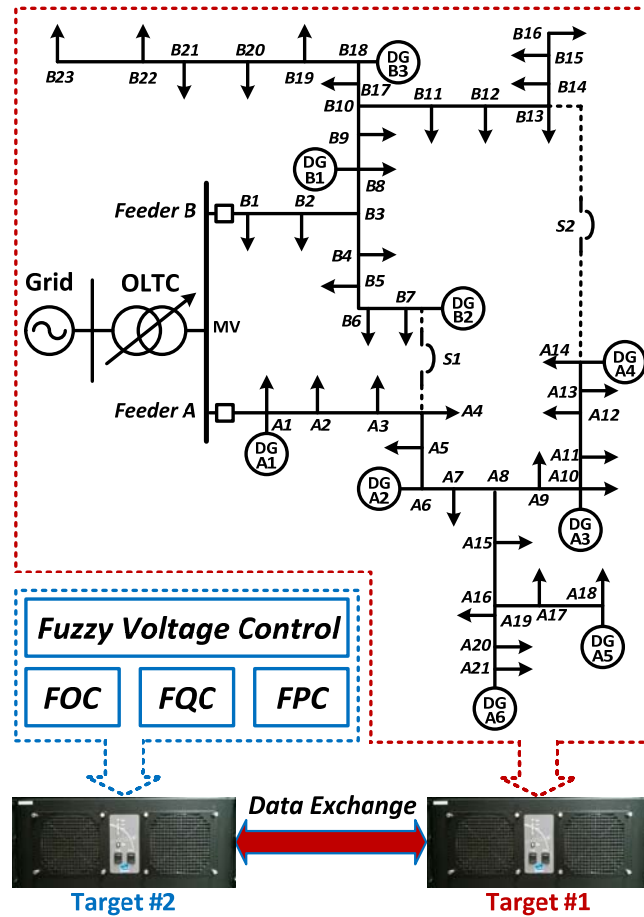 B16
B21
B20
B18
DG
B3
B15
B23
B22
B19
B17
B14
B10
B11
B12
B13
B9
DG
B1
B8
Feeder B
B1
B2
B3
S2
B4
Grid
OLTC
B5
B7
DG
B2
MV
B6
S1
A14
DG
A4
Feeder A
A13
A1
A2
A3
A4
A12
DG
A1
A5
A11
DG
A2
A7
A8
A10
A6
A9
DG
A3
A15
A16
A18
A19
A17
DG
A5
A20
A21
DG
A6
Fuzzy Voltage Control
FOC
FQC
FPC
Data Exchange
Target #2
Target #1